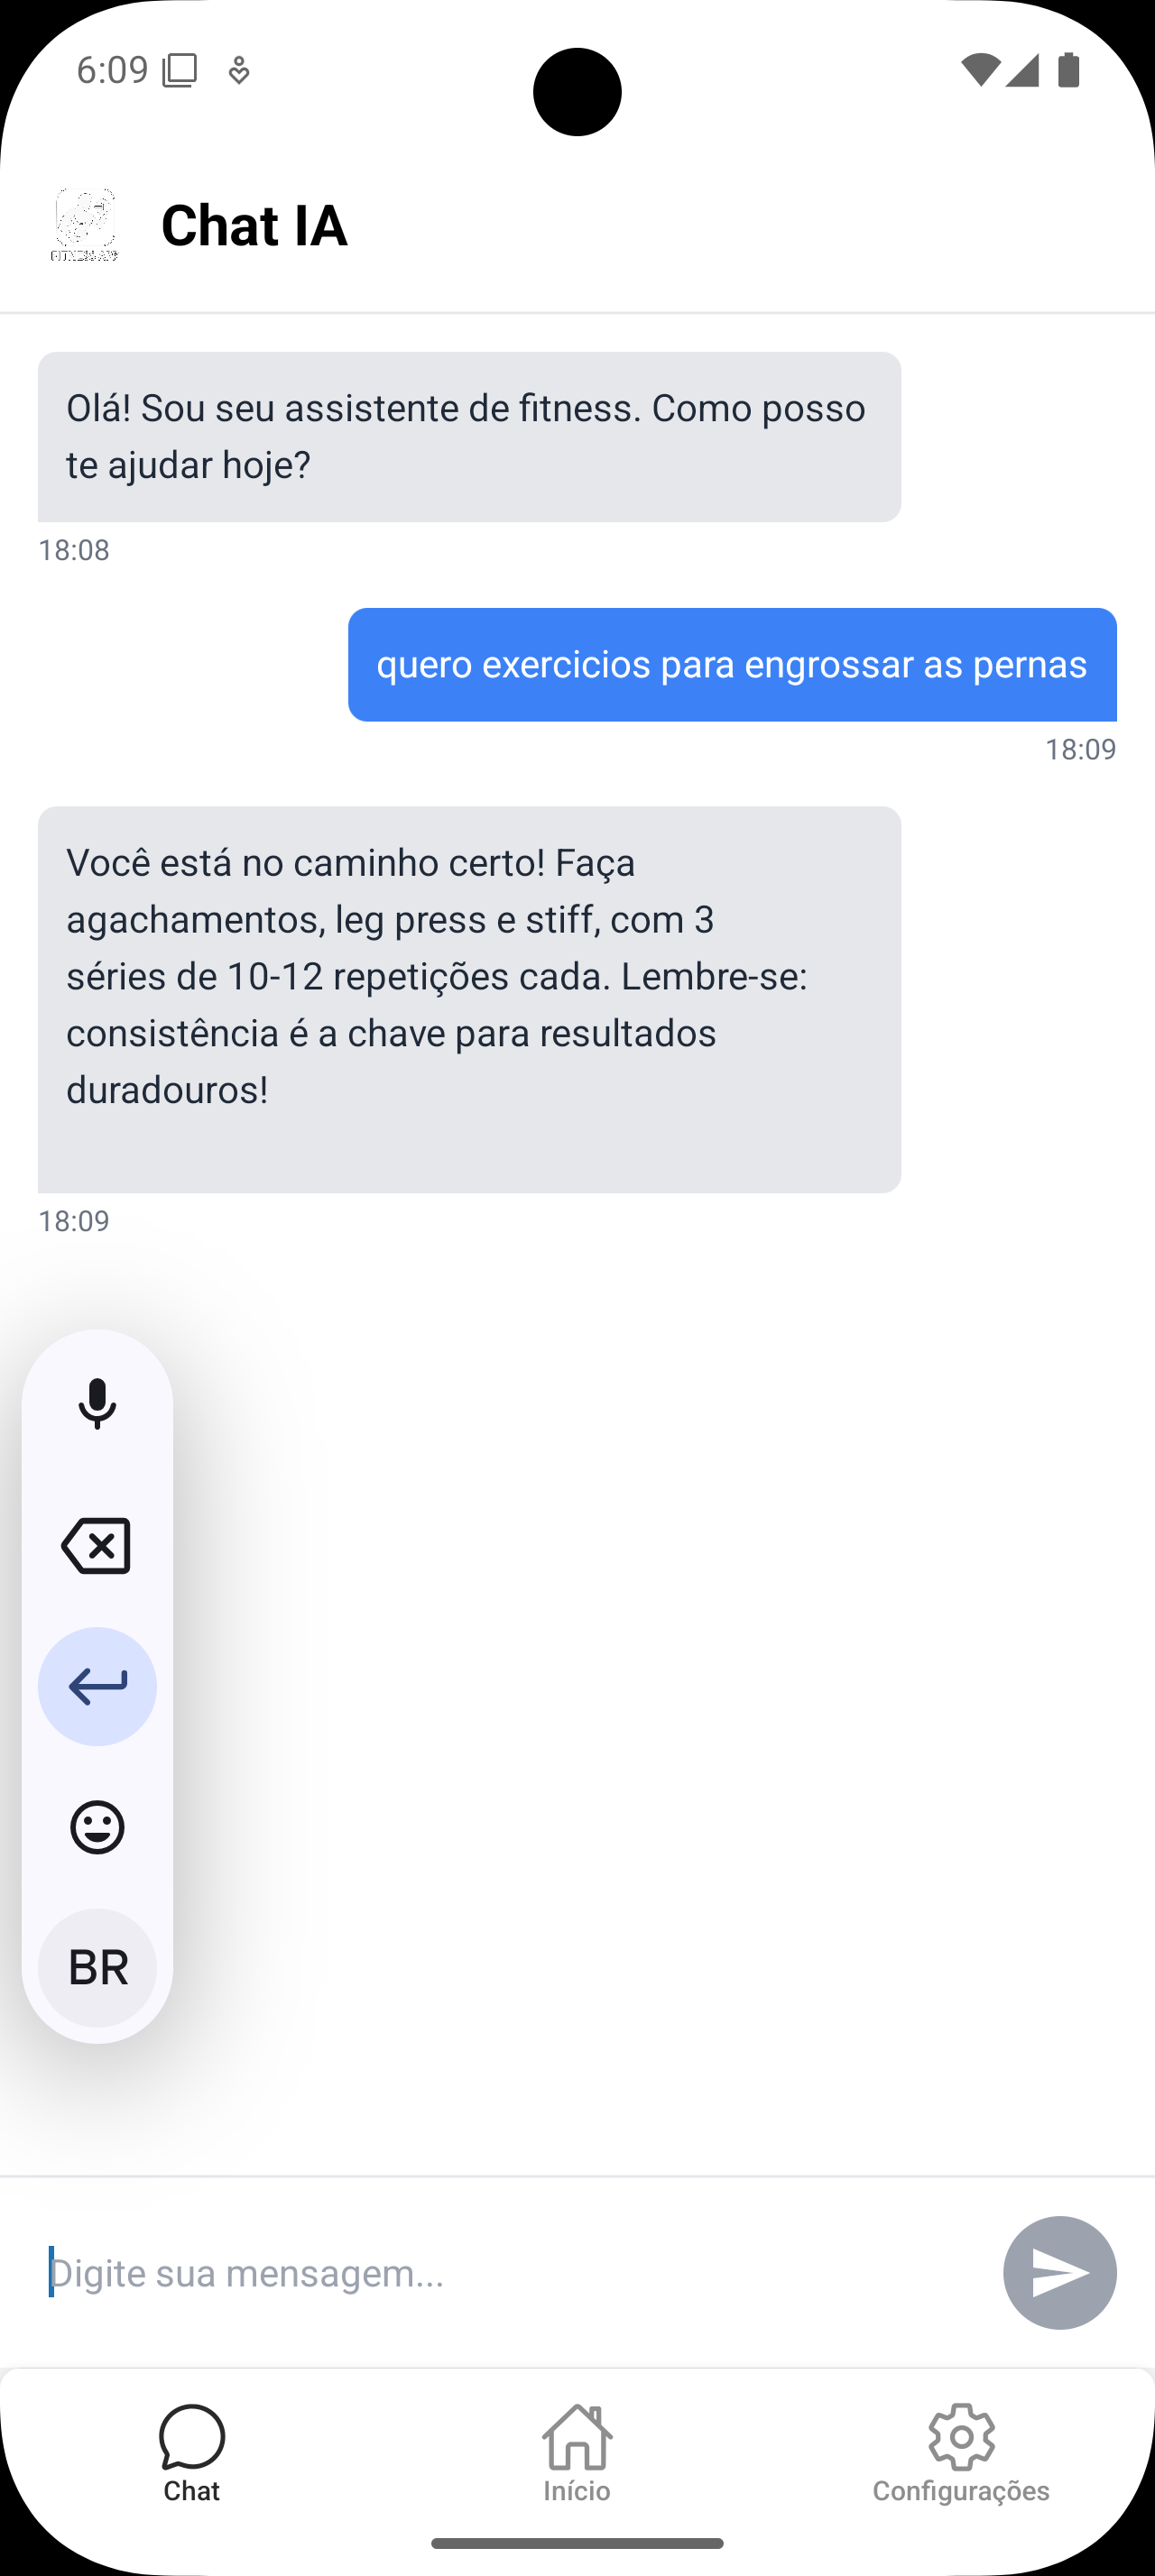 6:09
Chat IA
Olá! Sou seu assistente de fitness. Como posso
te ajudar hoje?
18:08
quero exercicios para engrossar as pernas
18:09
Você está no caminho certo! Faça
agachamentos, leg press e stiff, com 3
séries de 10-12 repetições cada. Lembre-se:
consistência é a chave para resultados
duradouros!
18:09
BR
Digite sua mensagem...
Chat
Início
Configurações